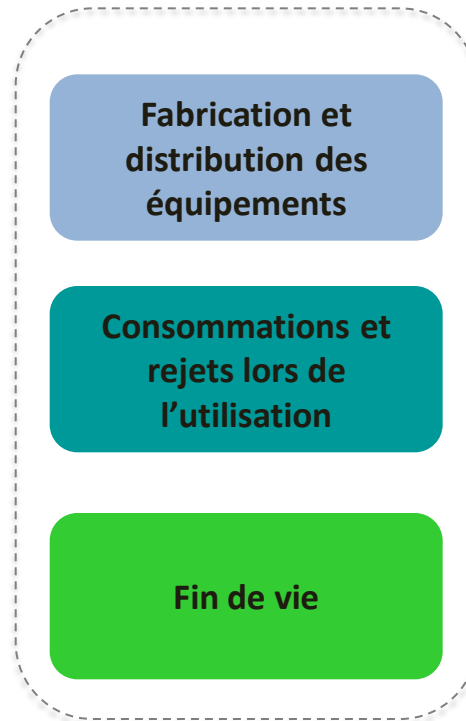 Fabrication et
distribution des
équipements
Consommations et
rejets lors de
l’utilisation
Fin de vie